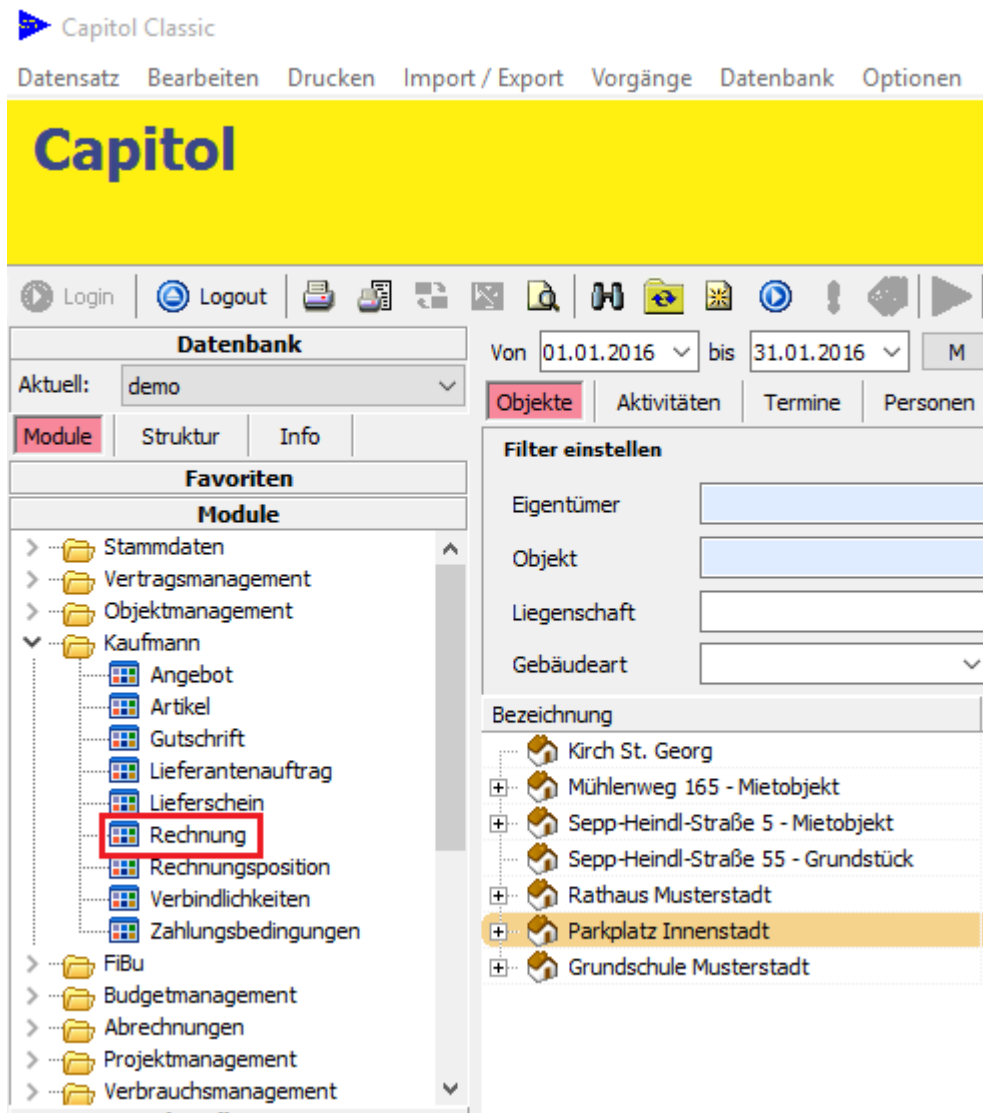 Capitol Classic
Datensatz Bearbeiten Drucken Import / Export Vorgänge Datenbank Optionen
Capitol
Login Logout
Datenbank
Aktuell: demo
Module Struktur Info
Favoriten
Module
Stammdaten
Vertragsmanagement
Objektmanagement
Kaufmann
Angebot
Artikel
Gutschrift
Lieferantenauftrag
Lieferschein
Rechnung
Rechnungsposition
Verbindlichkeiten
Zahlungsbedingungen
FiBu
Budgetmanagement
Abrechnungen
Projektmanagement
Verbrauchsmanagement
Von 01.01.2016 bis 31.01.2016 M
Objekte Aktivitäten Termine Personen
Filter einstellen
Eigentümer
Objekt
Liegenschaft
Gebäudeart
Bezeichnung
Kirch St. Georg
Mühlenweg 165 - Mietobjekt
Sepp-Heindl-Straße 5 - Mietobjekt
Sepp-Heindl-Straße 55 - Grundstück
Rathaus Musterstadt
Parkplatz Innenstadt
Grundschule Musterstadt